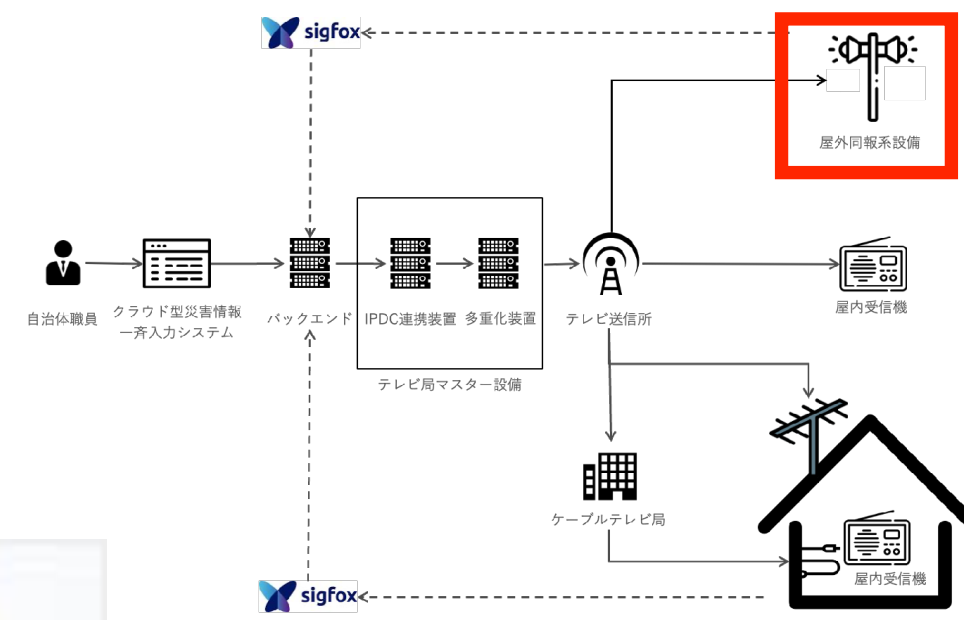 sigfox
屋外同報系設備
自治体職員
クラウド型災害情報
一斉入力システム
バックエンド
IPDC連携装置
多重化装置
テレビ送信所
屋内受信機
テレビ局マスター設備
ケーブルテレビ局
屋内受信機
sigfox